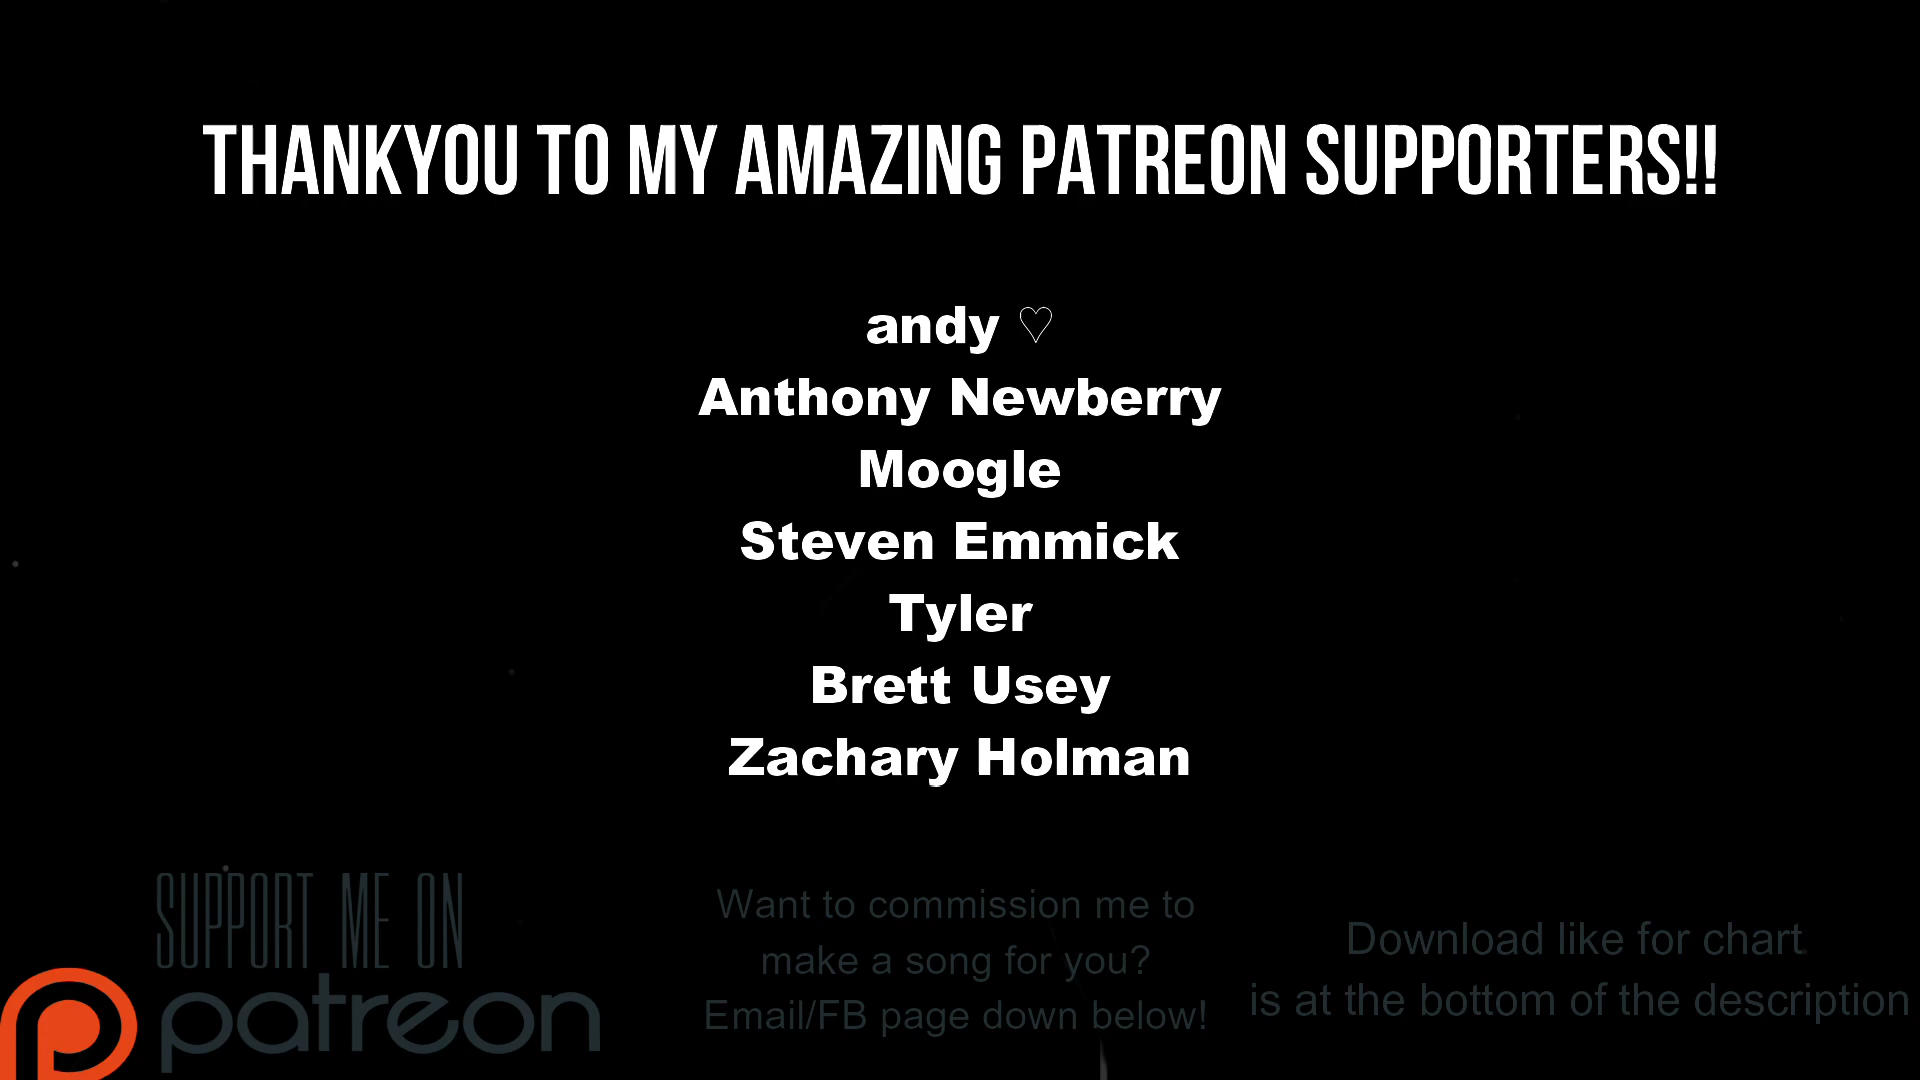 THANKYOU TO MY AMAZING PATREON SUPPORTERS!!
andy ♡
Anthony Newberry
Moogle
Steven Emmick
Tyler
Brett Usey
Zachary Holman
SUPPORT ME ON
patreon
Want to commission me to
make a song for you?
Email/FB page down below!
Download like for chart
is at the bottom of the description